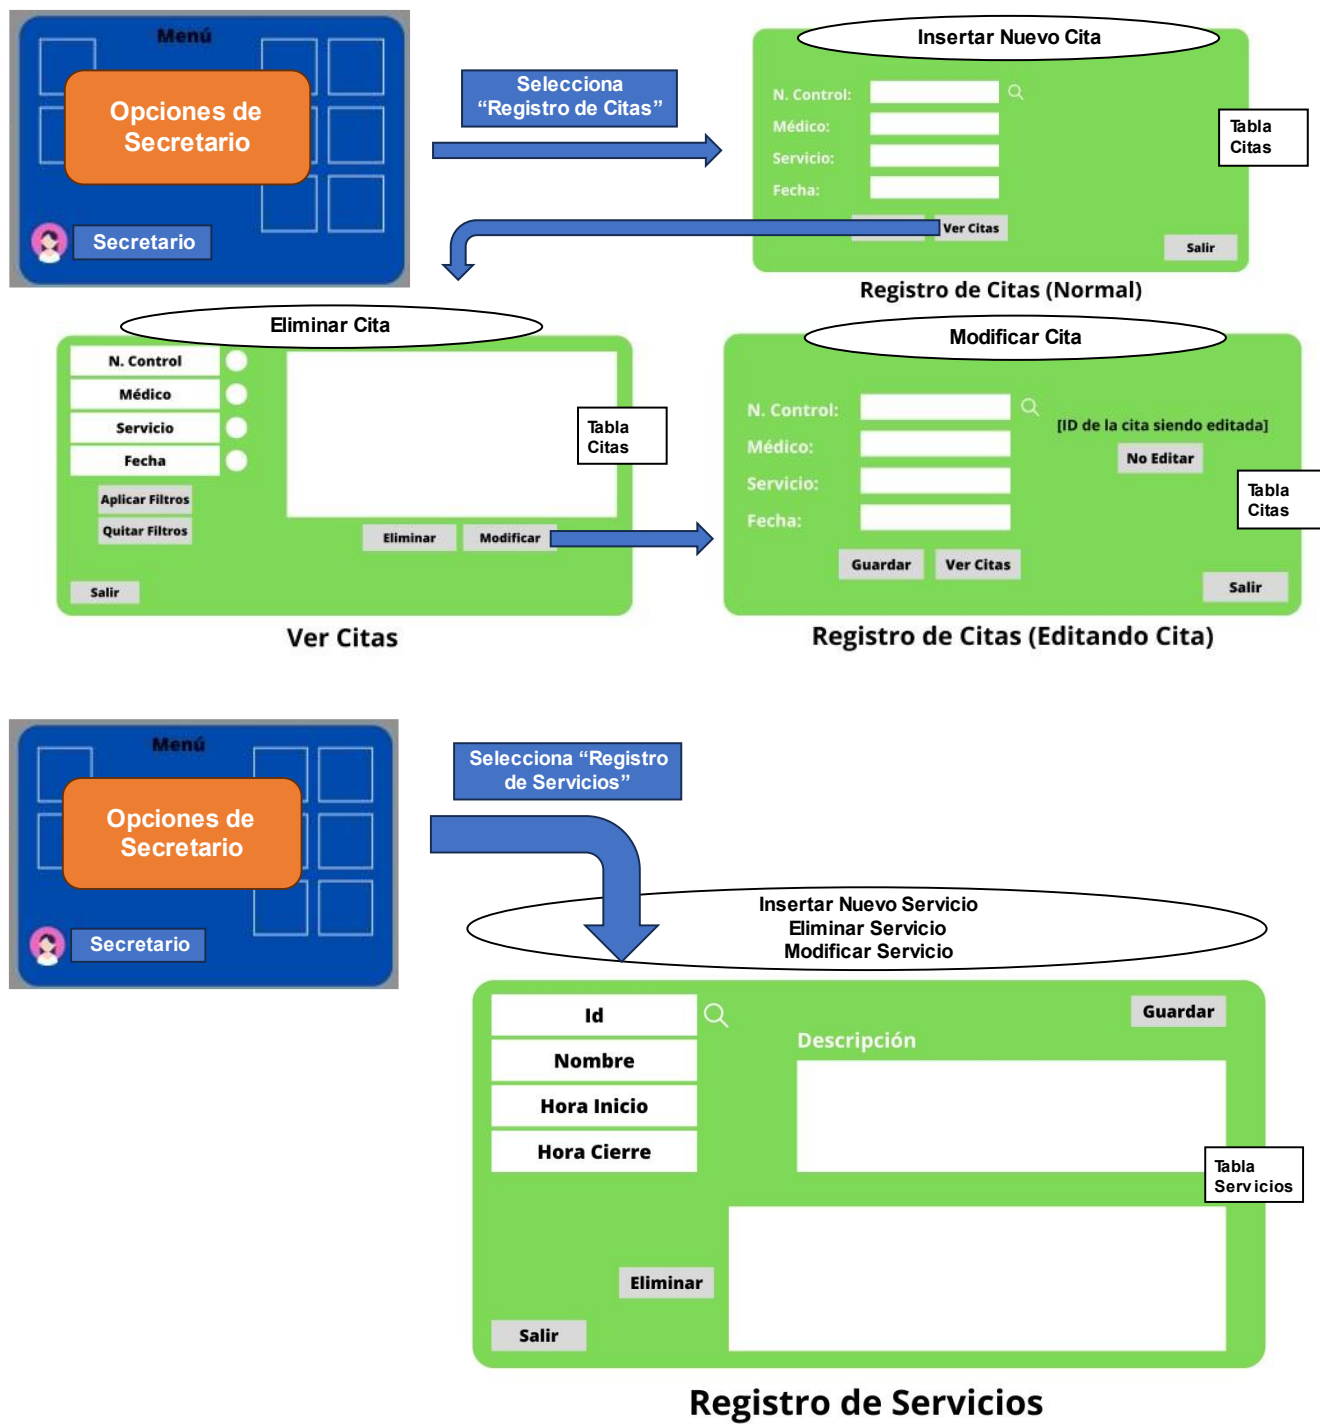 Menú
Opciones de
Secretario
Secretario
Selecciona
“Registro de Citas”
Insertar Nuevo Cita
N. Control:
Médico:
Servicio:
Fecha:
Ver Citas
Salir
Tabla
Citas
Registro de Citas (Normal)
Eliminar Cita
N. Control
Médico
Servicio
Fecha
Aplicar Filtros
Quitar Filtros
Eliminar
Modificar
Salir
Tabla
Citas
Ver Citas
Modificar Cita
N. Control:
Médico:
Servicio:
Fecha:
[ID de la cita siendo editada]
No Editar
Guardar
Ver Citas
Salir
Tabla
Citas
Registro de Citas (Editando Cita)
Menú
Opciones de
Secretario
Secretario
Selecciona “Registro
de Servicios”
Insertar Nuevo Servicio
Eliminar Servicio
Modificar Servicio
Id
Nombre
Hora Inicio
Hora Cierre
Guardar
Descripción
Tabla
Servicios
Eliminar
Salir
Registro de Servicios